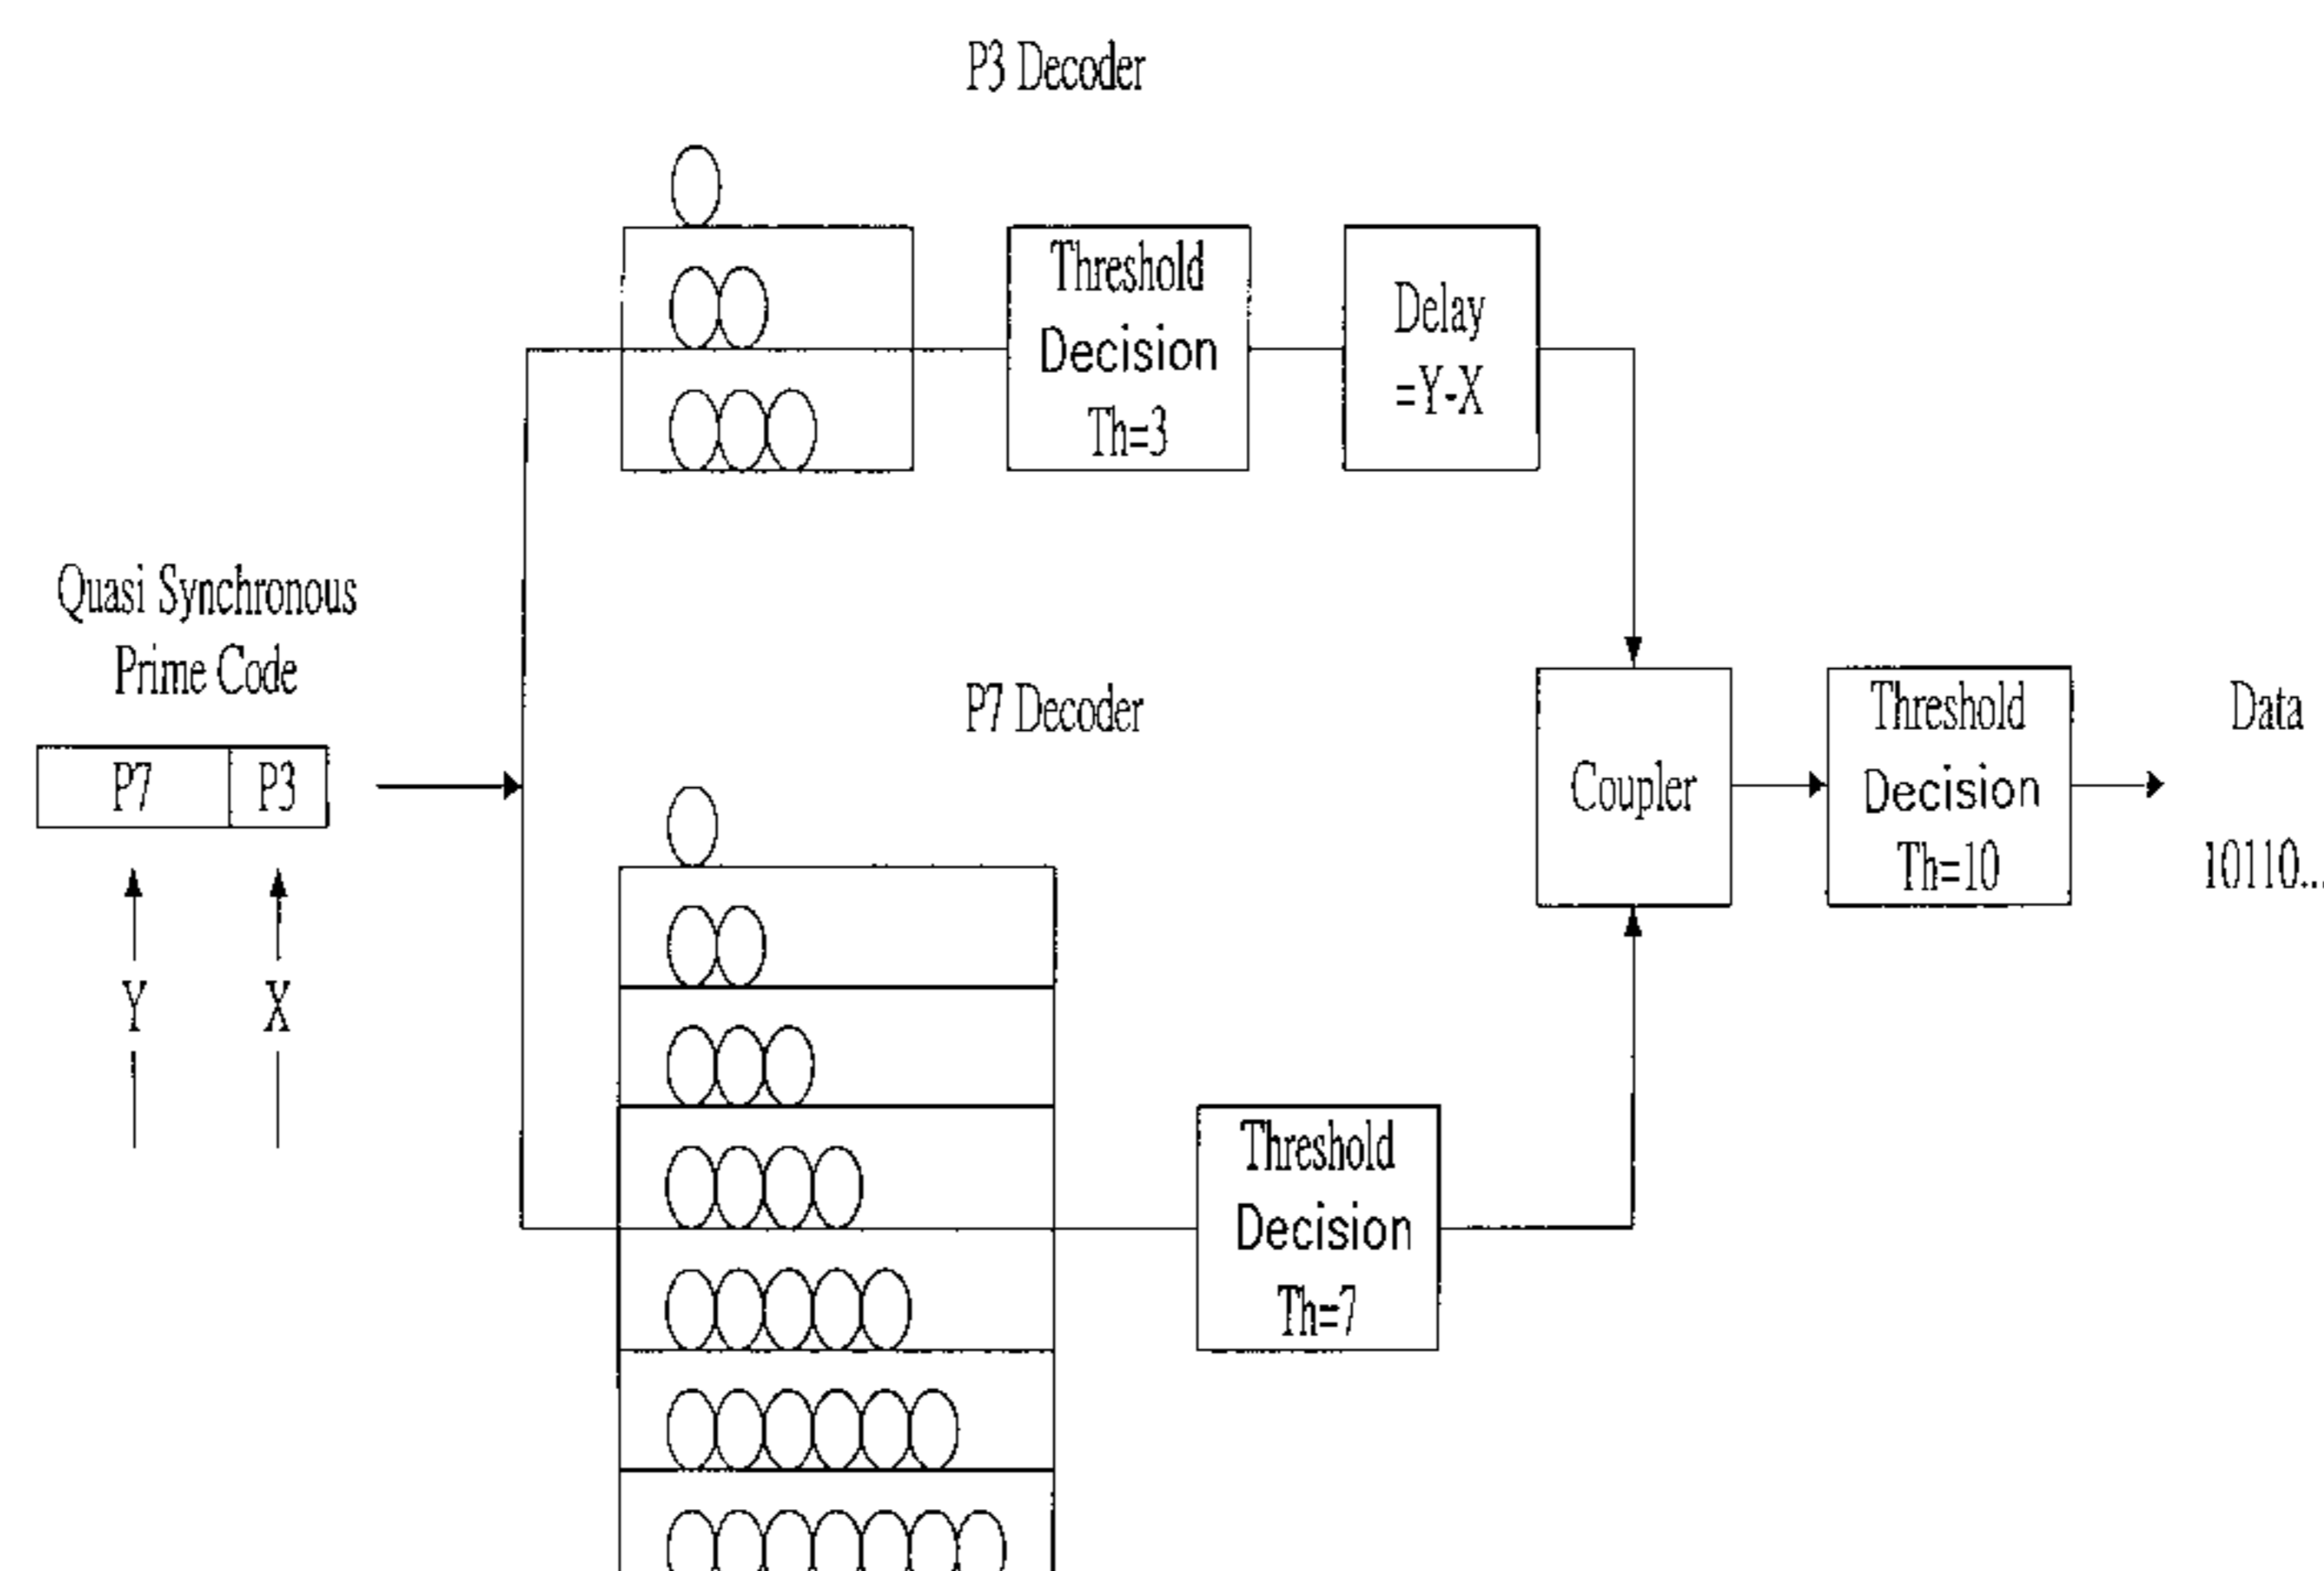 P3 Decoder
Threshold
Decision
Th=3
Delay
=Y-X
Quasi Synchronous
Prime Code
P7
P3
Y
X
P7 Decoder
Threshold
Decision
Th=7
Coupler
Threshold
Decision
Th=10
Data
10110...